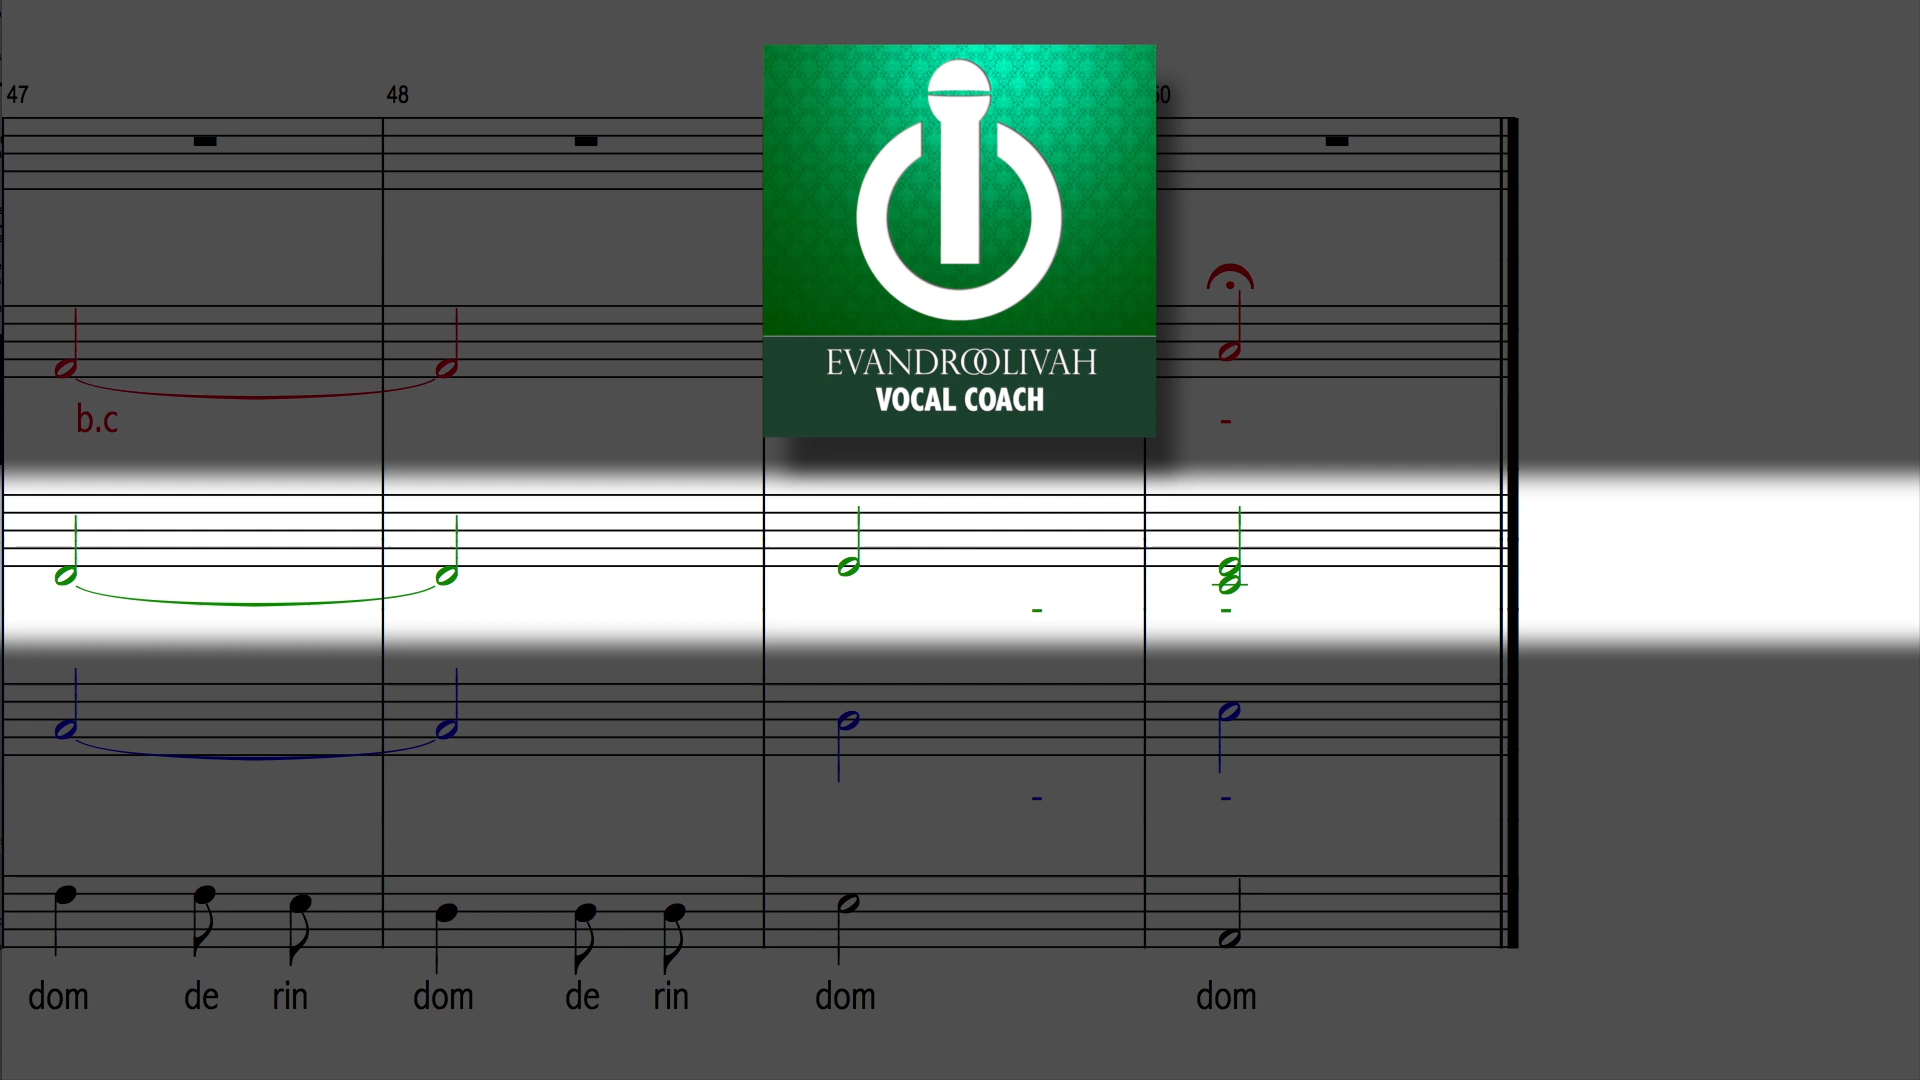 47 48
EVANDROOLIVAH
VOCAL COACH
b.c -
- -
- -
dom de rin dom de rin dom dom